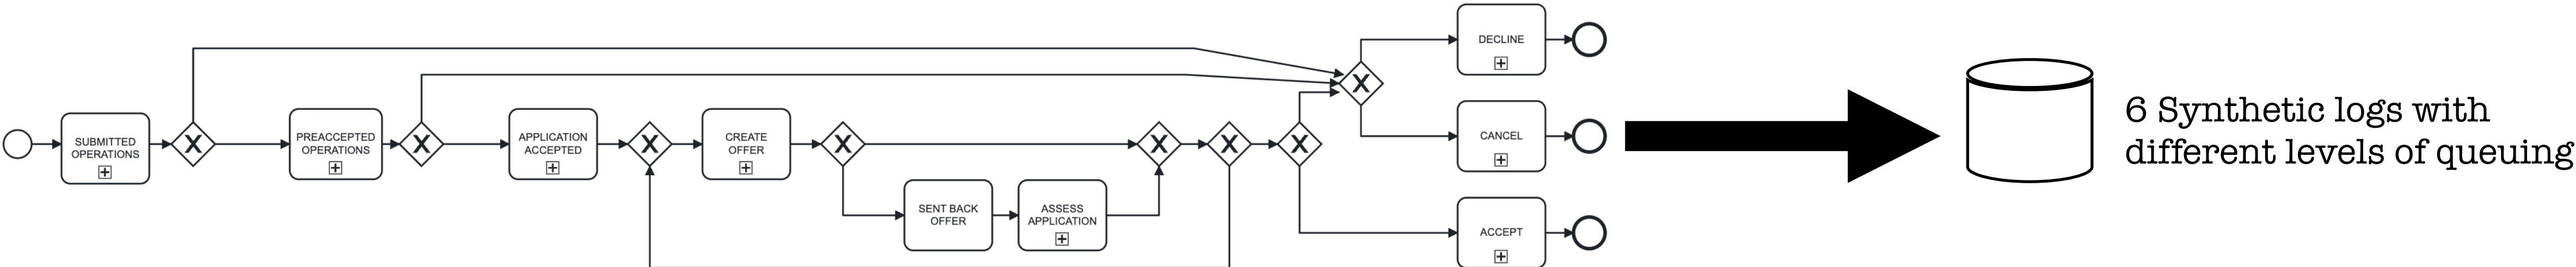 SUBMITTED
OPERATIONS
X
PREACCEPTED
OPERATIONS
X
APPLICATION
ACCEPTED
X
CREATE
OFFER
X
SENT BACK
OFFER
ASSESS
APPLICATION
X
X
X
X
DECLINE
CANCEL
ACCEPT
6 Synthetic logs with
different levels of queuing